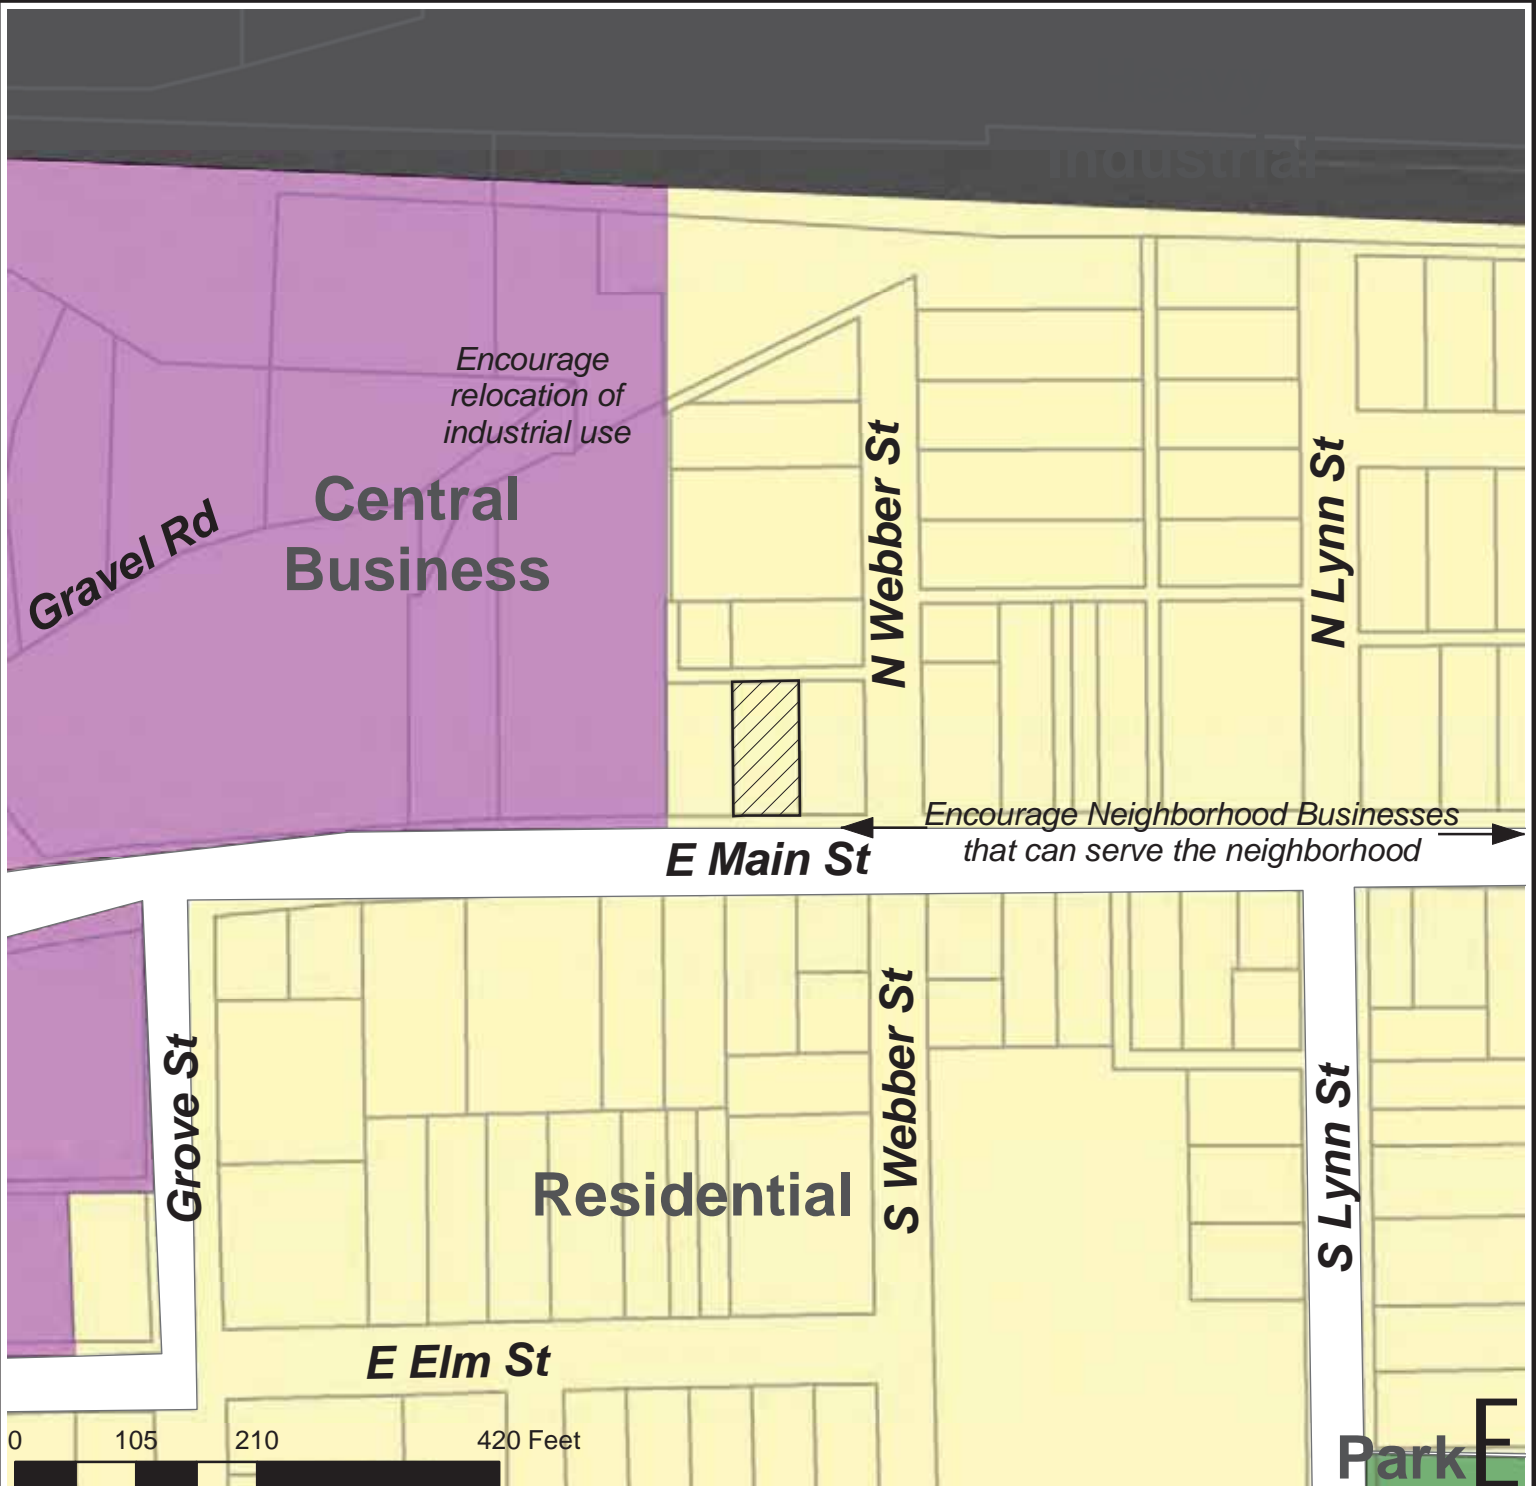 Industrial
Encourage
relocation of
industrial use
Central
Business
Gravel Rd
N Webber St
N Lynn St
Encourage Neighborhood Businesses
that can serve the neighborhood
E Main St
Grove St
S Webber St
S Lynn St
Residential
E Elm St
0 105 210 420 Feet
Park
E